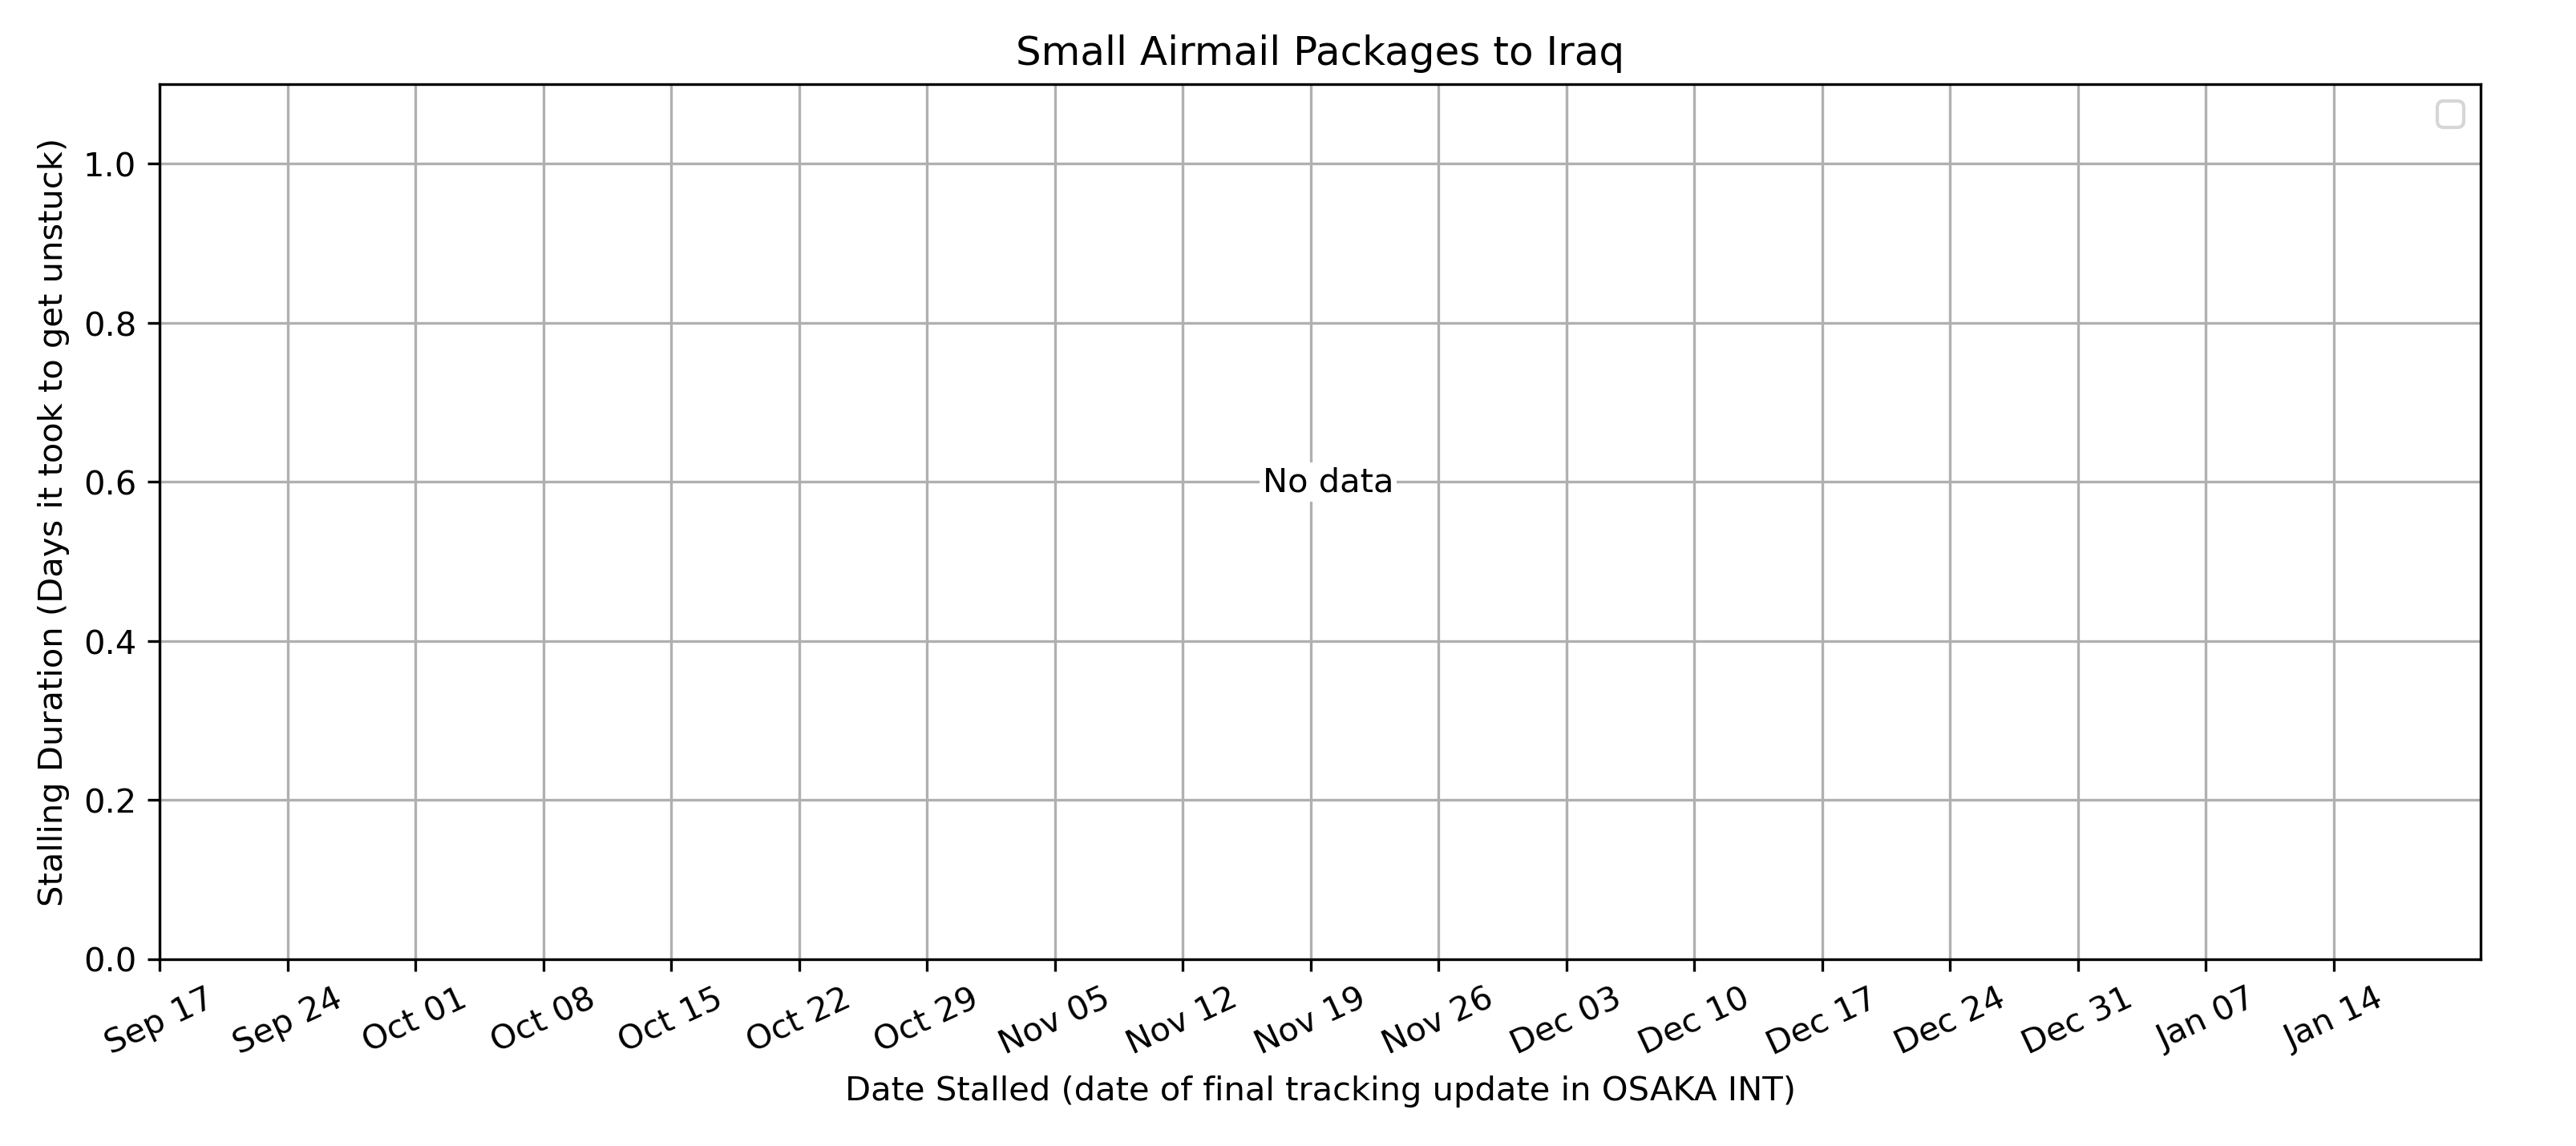 Small Airmail Packages to Iraq
Stalling Duration (Days it took to get unstuck)
1.0
0.8
0.6
0.4
0.2
0.0
No data
Sep 17
Sep 24
Oct 01
Oct 08
Oct 15
Oct 22
Oct 29
Nov 05
Nov 12
Nov 19
Nov 26
Dec 03
Dec 10
Dec 17
Dec 24
Dec 31
Jan 07
Jan 14
Date Stalled (date of final tracking update in OSAKA INT)